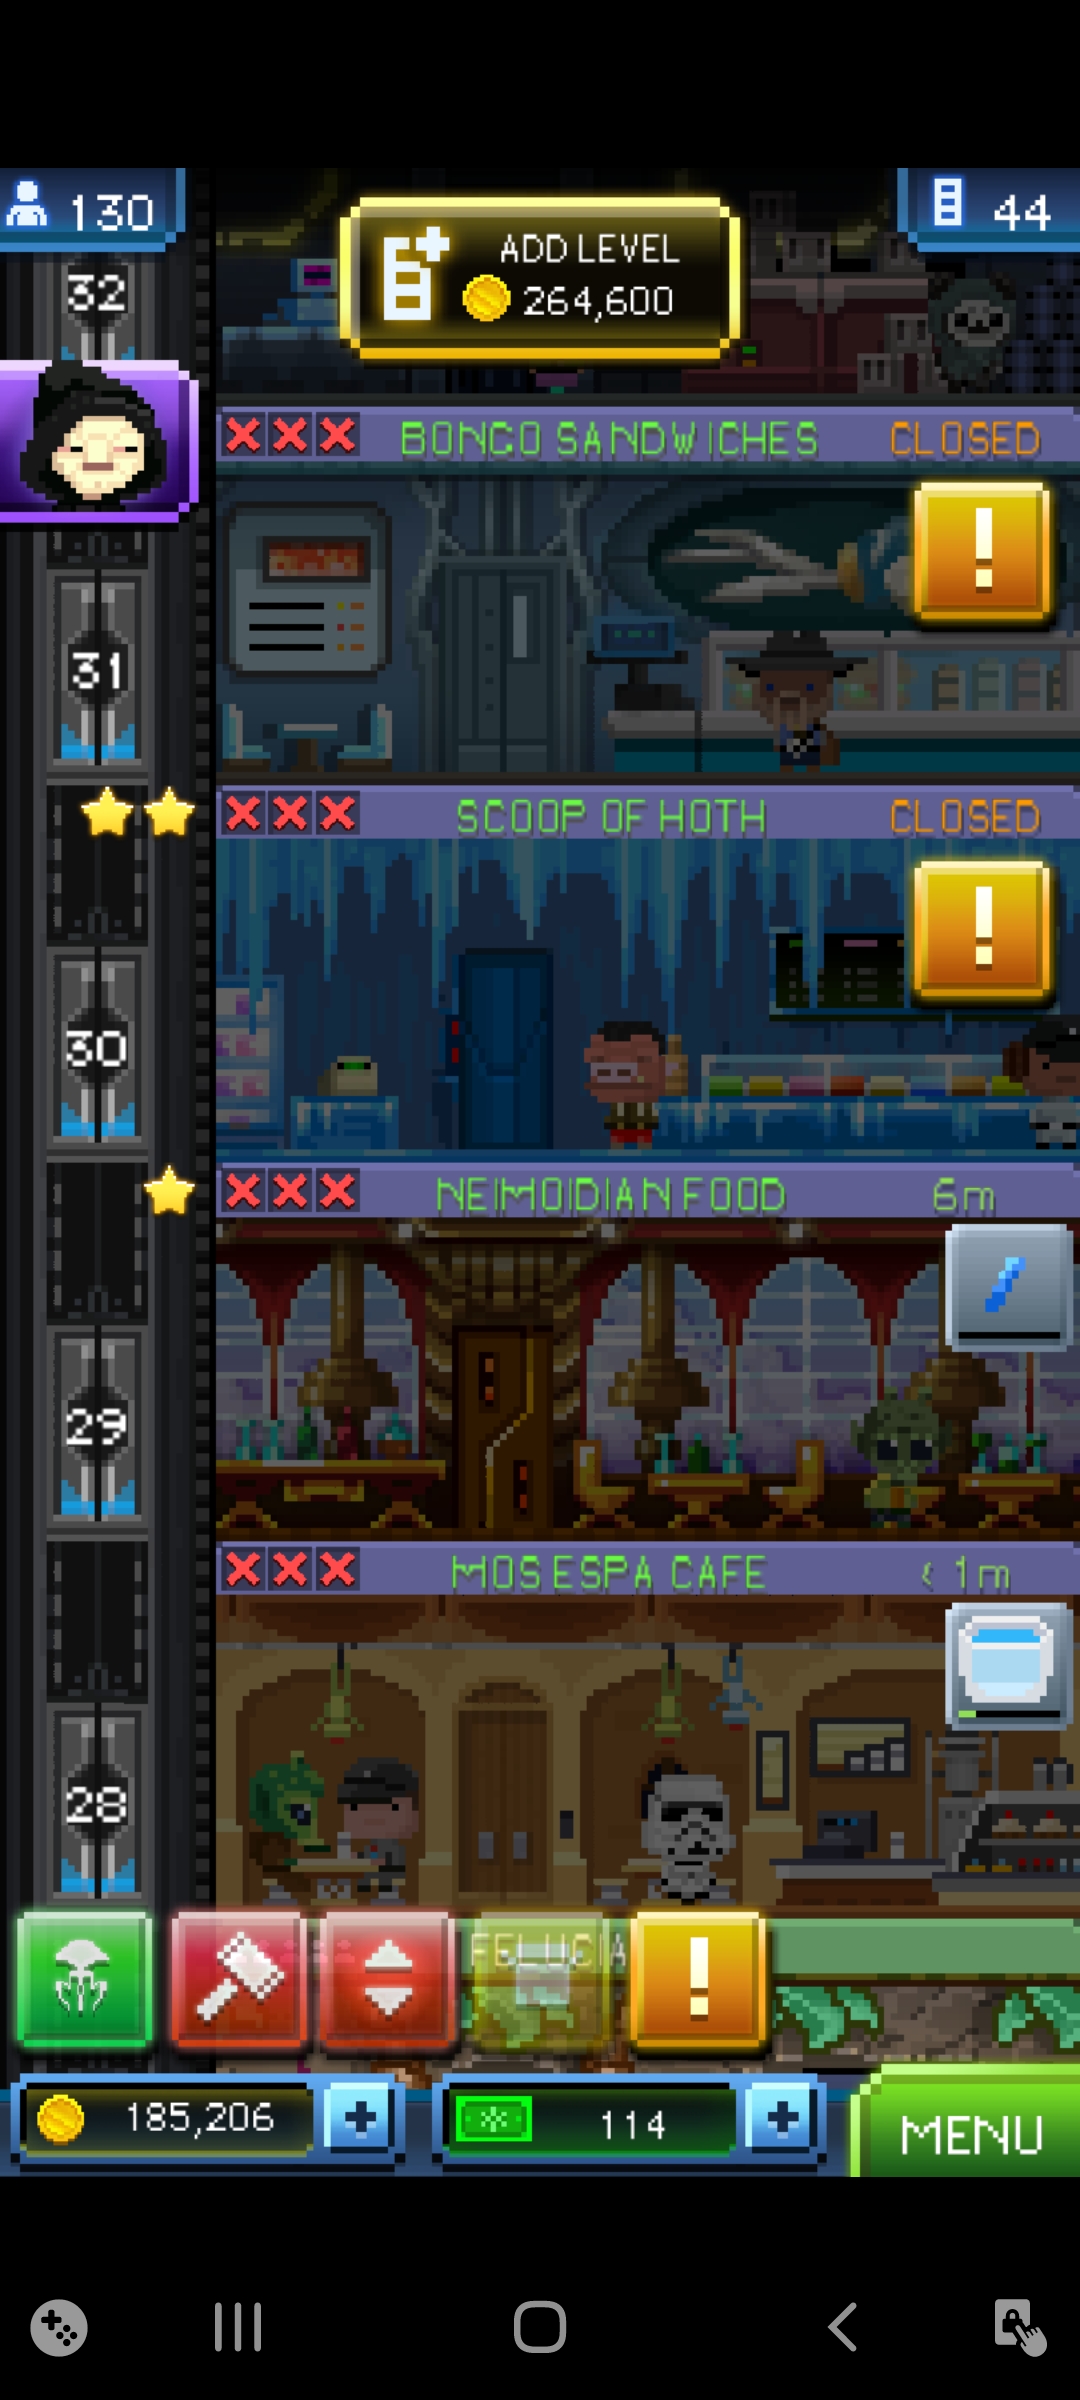 130
ADD LEVEL
264,600
44
32
BONGO SANDWICHES CLOSED
31
SCOOP OF HOTH CLOSED
30
NEIMOIDIAN FOOD 6m
29
MOS ESPA CAFE < 1m
28
FELUCIA
185,206
114
MENU